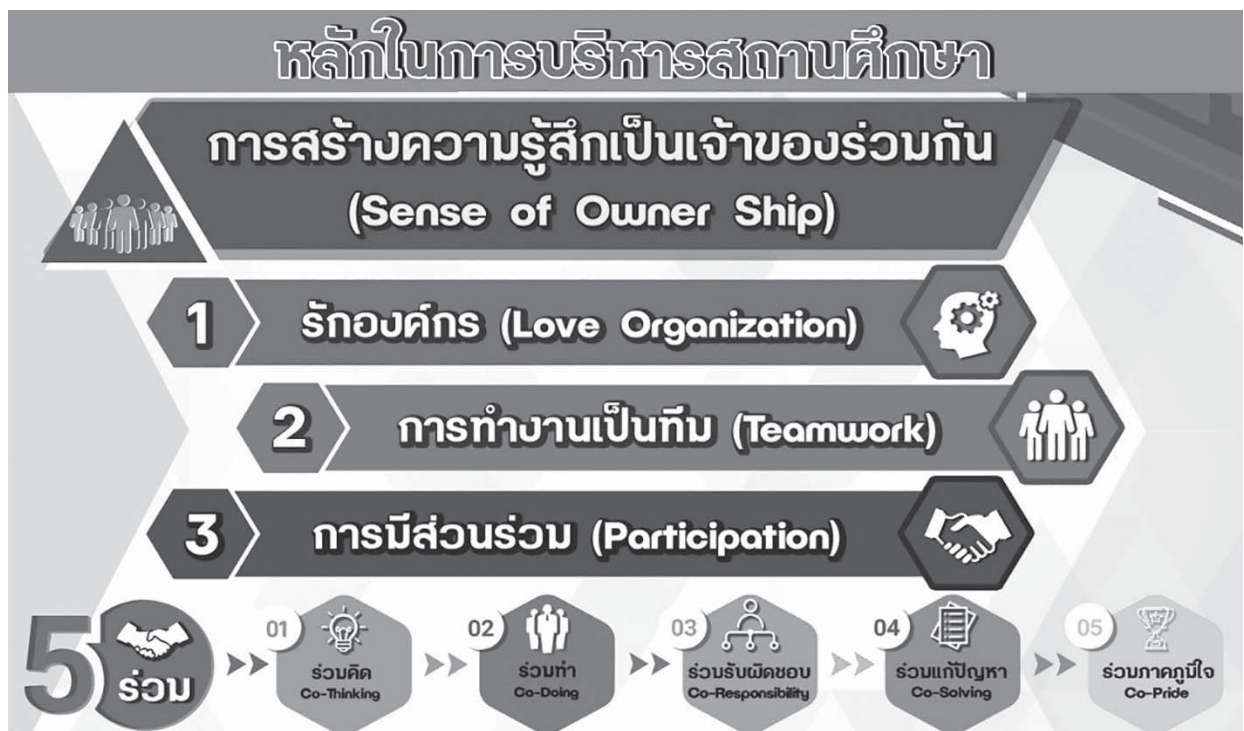 หลักในการบริหารสถานศึกษา
การสร้างความรู้สึกเป็นเจ้าของร่วมกัน
(Sense of Owner Ship)
1 รักองค์กร (Love Organization)
2 การทำงานเป็นทีม (Teamwork)
3 การมีส่วนร่วม (Participation)
5 ร่วม
01
ร่วมคิด
Co-Thinking
02
ร่วมทำ
Co-Doing
03
ร่วมรับผิดชอบ
Co-Responsibility
04
ร่วมแก้ปัญหา
Co-Solving
05
ร่วมภาคภูมิใจ
Co-Pride